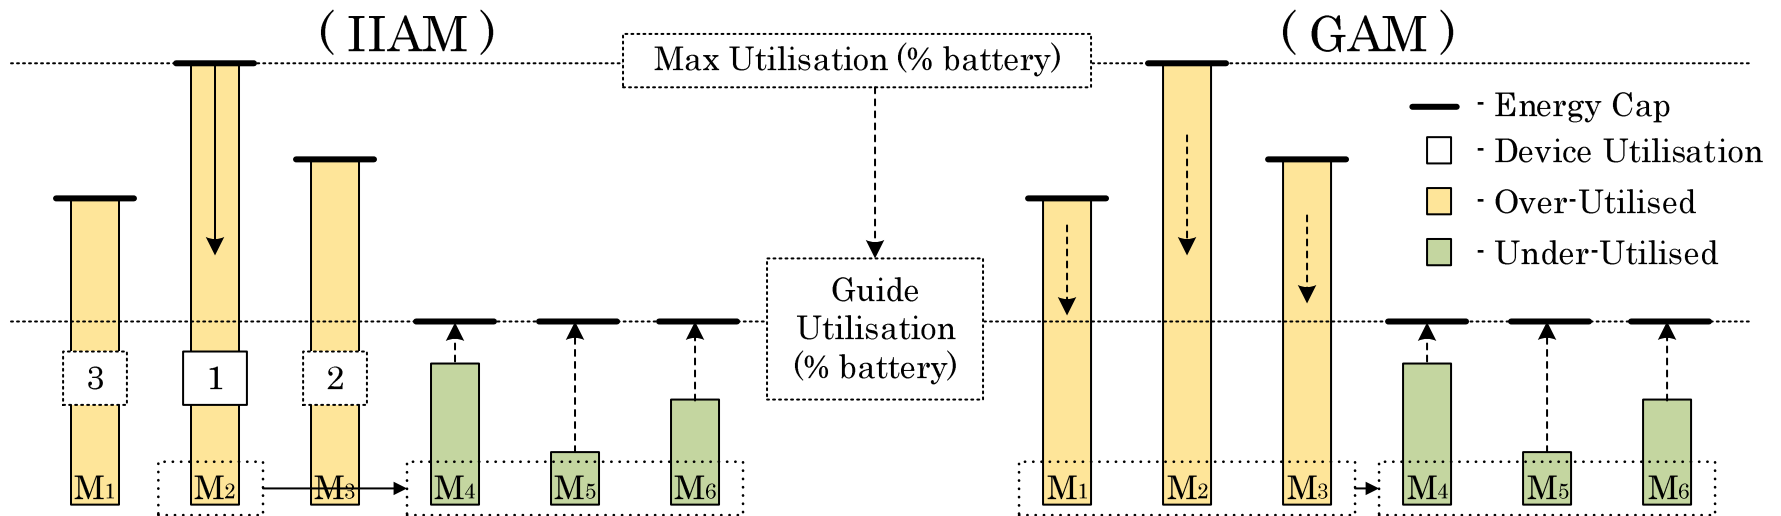 ( IIAM )
( GAM )
Max Utilisation (% battery)
- Energy Cap
- Device Utilisation
- Over-Utilised
- Under-Utilised
Guide
Utilisation
(% battery)
3
1
2
M1
M2
M3
M4
M5
M6
M1
M2
M3
M4
M5
M6